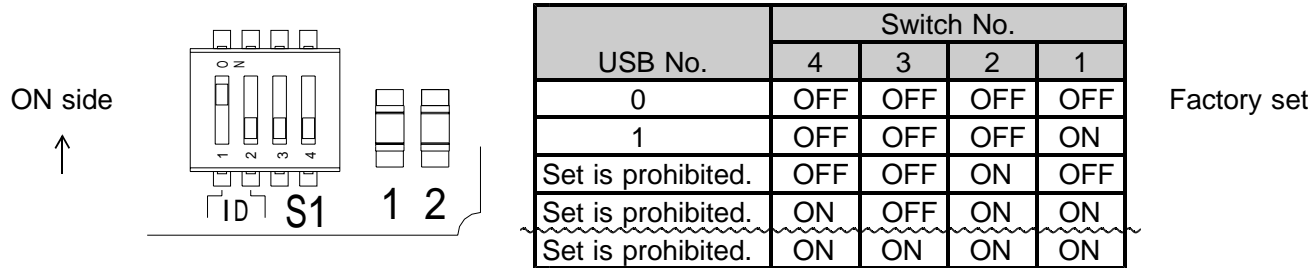 ON side
ON
1 2 3 4
ID S1 1 2
USB No. Switch No.
4 3 2 1
0 OFF OFF OFF OFF Factory set
1 OFF OFF OFF ON
Set is prohibited. OFF OFF ON OFF
Set is prohibited. ON OFF ON ON
Set is prohibited. ON ON ON ON